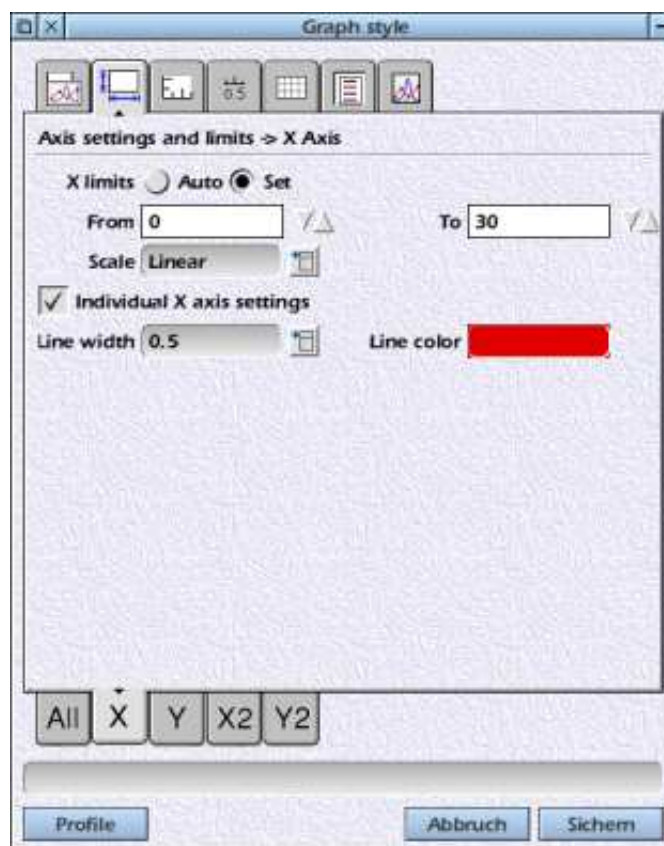 Graph style
0.5
Axis settings and limits -> X Axis
X limits Auto Set
From 0 To 30
Scale Linear
Individual X axis settings
Line width 0.5 Line color
All X Y X2 Y2
Profile Abbruch Sichern